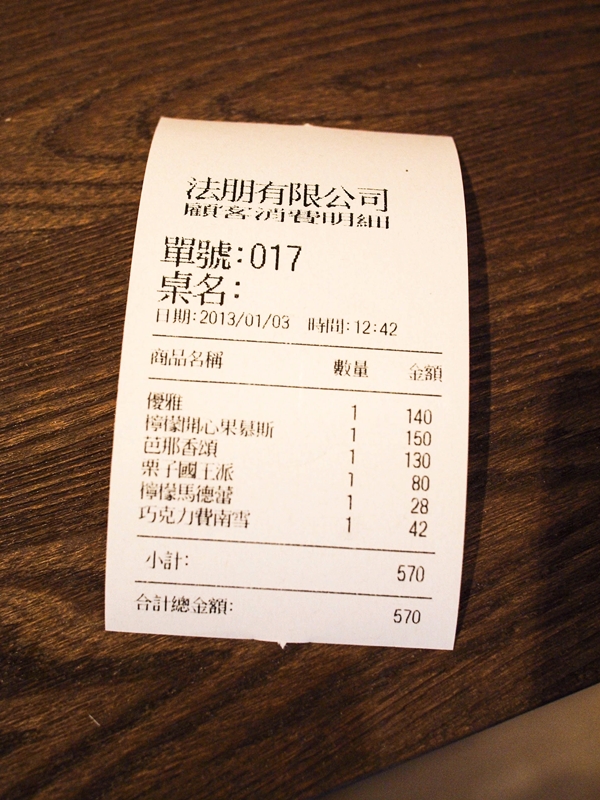 法朋有限公司
顧客消費明細
單號:017
桌名:
日期:2013/01/03 時間:12:42
商品名稱 數量 金額
優雅 1 140
檸檬開心果慕斯 1 150
芭那香頌 1 130
栗子國王派 1 80
檸檬馬德蕾 1 28
巧克力費南雪 1 42
小計: 570
合計總金額: 570